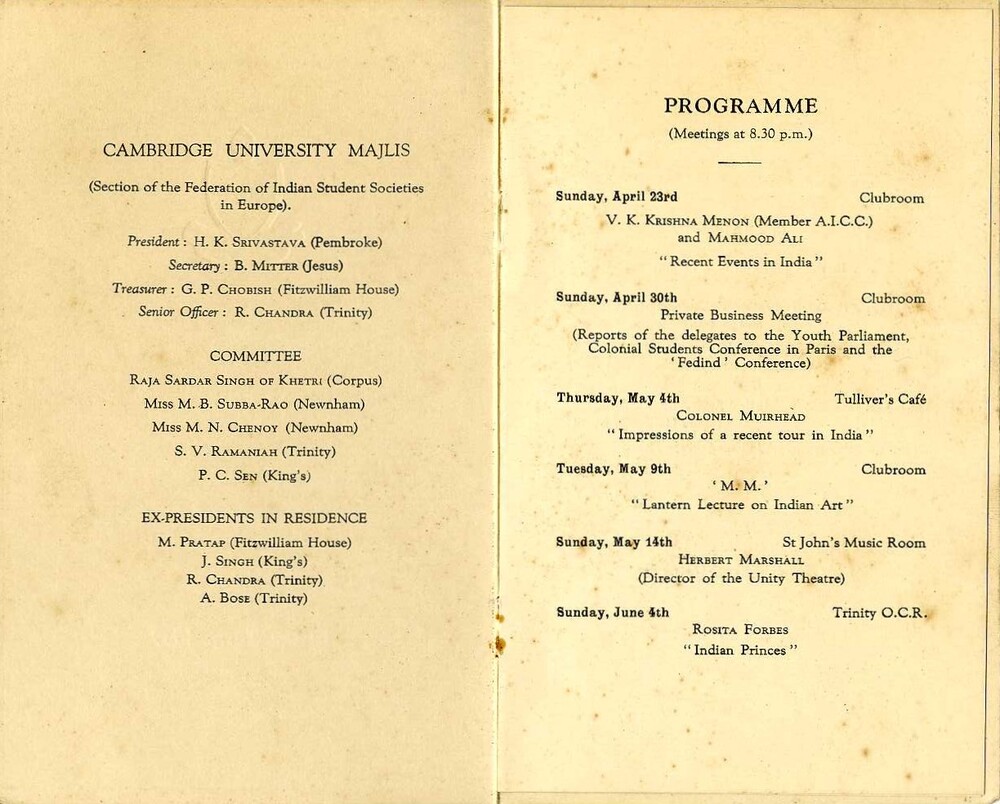 CAMBRIDGE UNIVERSITY MAJLIS
(Section of the Federation of Indian Student Societies
in Europe).
President : H. K. SRIVASTAVA (Pembroke)
Secretary : B. MITTER (Jesus)
Treasurer : G. P. CHOBISH (Fitzwilliam House)
Senior Officer : R. CHANDRA (Trinity)
COMMITTEE
RAJA SARDAR SINGH OF KHETRI (Corpus)
MISS M. B. SUBBA-RAO (Newnham)
MISS M. N. CHENOY (Newnham)
S. V. RAMANIAH (Trinity)
P. C. SEN (King's)
EX-PRESIDENTS IN RESIDENCE
M. PRATAP (Fitzwilliam House)
J. SINGH (King's)
R. CHANDRA (Trinity)
A. BOSE (Trinity)
PROGRAMME
(Meetings at 8.30 p.m.)
Sunday, April 23rd Clubroom
V. K. KRISHNA MENON (Member A.I.C.C.)
and MAHMOOD ALI
"Recent Events in India"
Sunday, April 30th Clubroom
Private Business Meeting
(Reports of the delegates to the Youth Parliament,
Colonial Students Conference in Paris and the
'Fedind' Conference)
Thursday, May 4th Tulliver's Café
COLONEL MUIRHEAD
"Impressions of a recent tour in India"
Tuesday, May 9th Clubroom
'M. M.'
"Lantern Lecture on Indian Art"
Sunday, May 14th St John's Music Room
HERBERT MARSHALL
(Director of the Unity Theatre)
Sunday, June 4th Trinity O.C.R.
ROSITA FORBES
"Indian Princes"